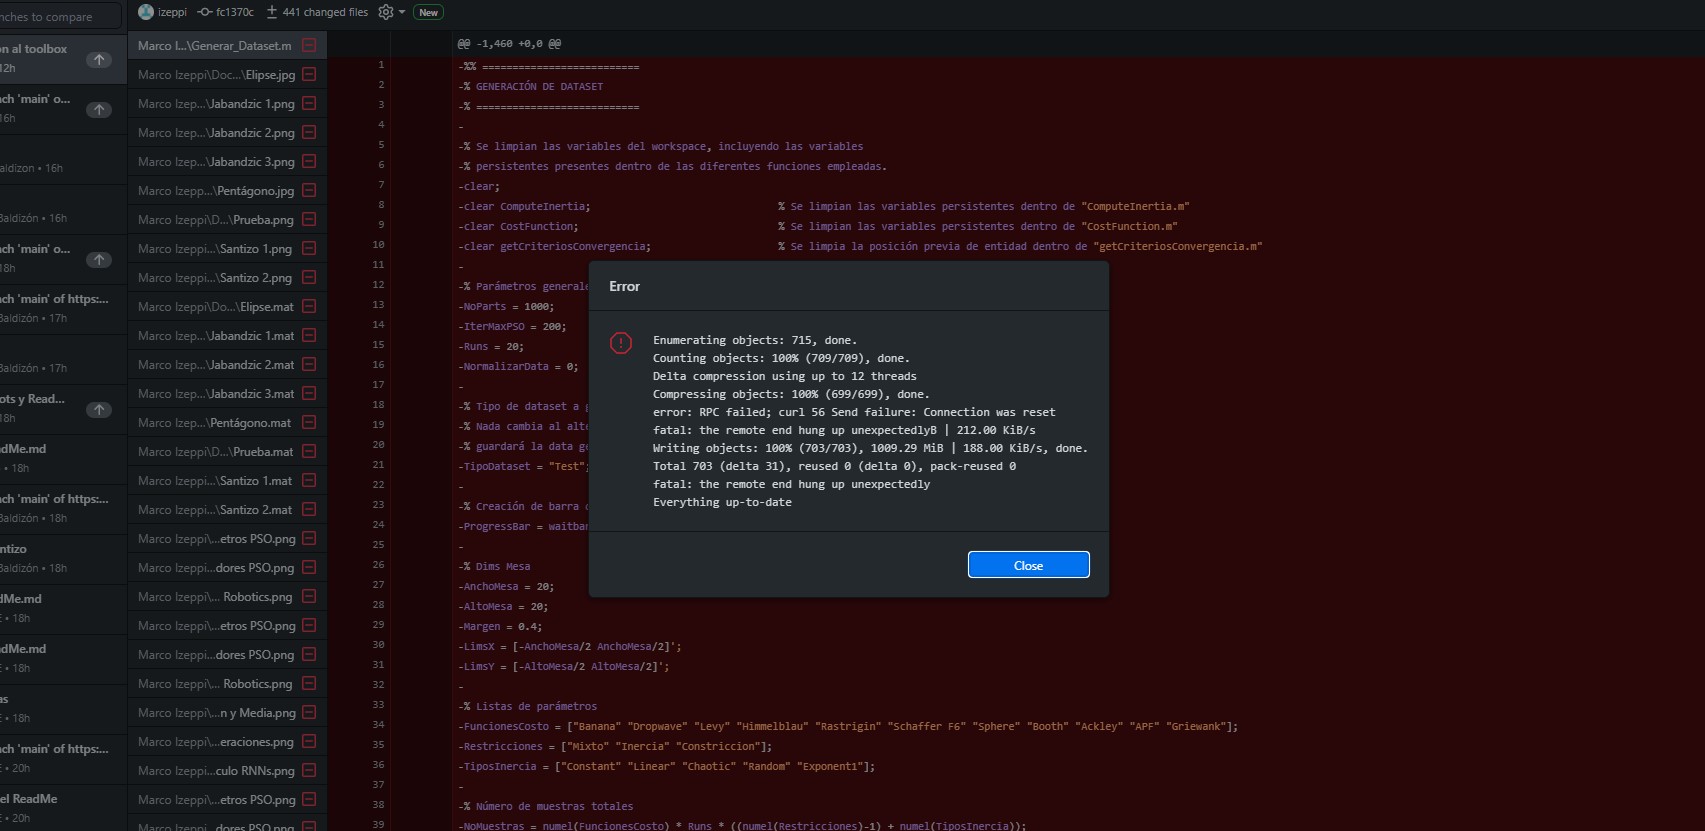 nches to compare
izeppi fc1370c 441 changed files New
n al toolbox
12h
ach 'main' o...
16h
aldizon • 16h
Baldizón • 16h
ach 'main' o...
18h
ach 'main' of https:...
Baldizón • 17h
Baldizón • 17h
ots y Read...
18h
adMe.md
• 18h
ach 'main' of https:...
Baldizón • 18h
ntizo
Baldizón • 18h
dMe.md
E • 18h
adMe.md
E • 18h
as
E • 18h
ach 'main' of https:...
E • 20h
el ReadMe
E • 20h
Marco I...\Generar_Dataset.m
Marco Izeppi\Doc...\Elipse.jpg
Marco Izep...\Jabandzic 1.png
Marco Izep...\Jabandzic 2.png
Marco Izep...\Jabandzic 3.png
Marco Izepp...\Pentágono.jpg
Marco Izeppi\D...\Prueba.png
Marco Izeppi...\Santizo 1.png
Marco Izeppi...\Santizo 2.png
Marco Izeppi\Do...\Elipse.mat
Marco Izep...\Jabandzic 1.mat
Marco Izep...\Jabandzic 2.mat
Marco Izep...\Jabandzic 3.mat
Marco Izep...\Pentágono.mat
Marco Izeppi\D...\Prueba.mat
Marco Izeppi...\Santizo 1.mat
Marco Izeppi...\Santizo 2.mat
Marco Izeppi\...etros PSO.png
Marco Izeppi...dores PSO.png
Marco Izeppi\... Robotics.png
Marco Izeppi\...etros PSO.png
Marco Izeppi...dores PSO.png
Marco Izeppi\... Robotics.png
Marco Izeppi\...n y Media.png
Marco Izeppi\...eraciones.png
Marco Izeppi...culo RNNs.png
Marco Izeppi\...etros PSO.png
Marco Izeppi...dores PSO.png
@@ -1,460 +0,0 @@
1 -%% ==========================
2 -% GENERACIÓN DE DATASET
3 -% ===========================
4 -
5 -% Se limpian las variables del workspace, incluyendo las variables
6 -% persistentes presentes dentro de las diferentes funciones empleadas.
7 -clear;
8 -clear ComputeInertia; % Se limpian las variables persistentes dentro de "ComputeInertia.m"
9 -clear CostFunction; % Se limpian las variables persistentes dentro de "CostFunction.m"
10 -clear getCriteriosConvergencia; % Se limpia la posición previa de entidad dentro de "getCriteriosConvergencia.m"
11 -
12 -% Parámetros generale
13 -NoParts = 1000;
14 -IterMaxPSO = 200;
15 -Runs = 20;
16 -NormalizarData = 0;
17 -
18 -% Tipo de dataset a g
19 -% Nada cambia al alte
20 -% guardará la data ge
21 -TipoDataset = "Test";
22 -
23 -% Creación de barra d
24 -ProgressBar = waitbar
25 -
26 -% Dims Mesa
27 -AnchoMesa = 20;
28 -AltoMesa = 20;
29 -Margen = 0.4;
30 -LimsX = [-AnchoMesa/2 AnchoMesa/2]';
31 -LimsY = [-AltoMesa/2 AltoMesa/2]';
32 -
33 -% Listas de parámetros
34 -FuncionesCosto = ["Banana" "Dropwave" "Levy" "Himmelblau" "Rastrigin" "Schaffer F6" "Sphere" "Booth" "Ackley" "APF" "Griewank"];
35 -Restricciones = ["Mixto" "Inercia" "Constriccion"];
36 -TiposInercia = ["Constant" "Linear" "Chaotic" "Random" "Exponent1"];
37 -
38 -% Número de muestras totales
39 -NoMuestras = numel(FuncionesCosto) * Runs * ((numel(Restricciones)-1) + numel(TiposInercia));
Error
Enumerating objects: 715, done.
Counting objects: 100% (709/709), done.
Delta compression using up to 12 threads
Compressing objects: 100% (699/699), done.
error: RPC failed; curl 56 Send failure: Connection was reset
fatal: the remote end hung up unexpectedlyB | 212.00 KiB/s
Writing objects: 100% (703/703), 1009.29 MiB | 188.00 KiB/s, done.
Total 703 (delta 31), reused 0 (delta 0), pack-reused 0
fatal: the remote end hung up unexpectedly
Everything up-to-date
Close